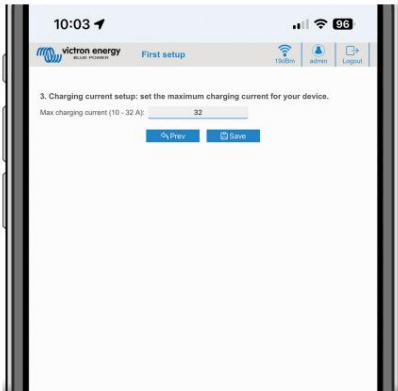 10:03
96
victron energy
BLUE POWER
First setup
19dBm
admin
Logout
3. Charging current setup: set the maximum charging current for your device.
Max charging current (10 - 32 A):
32
Prev
Save